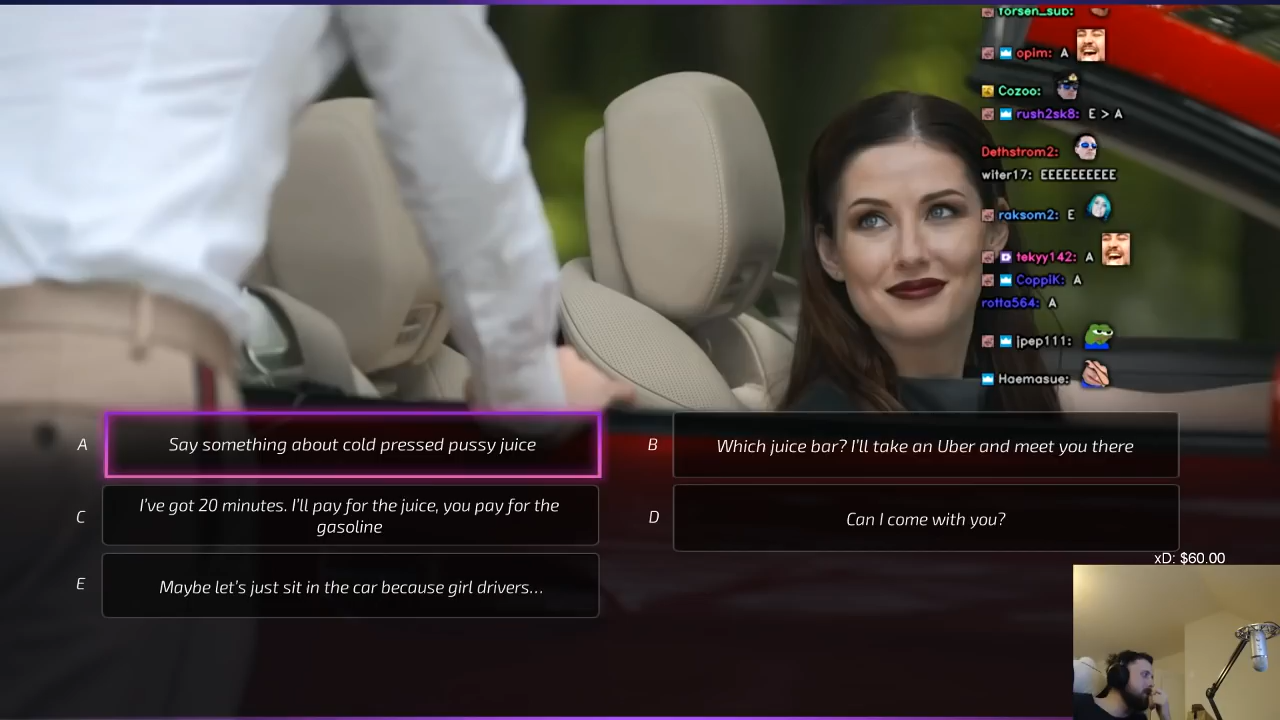 forsen_sub:
opim: A
Cozoo:
rush2sk8: E > A
Dethstrom2:
witer17: EEEEEEEEEE
raksom2: E
tekyy142: A
CoppiK: A
rotta564: A
jpep111:
Haemasue:
A Say something about cold pressed pussy juice
B Which juice bar? I'll take an Uber and meet you there
C I've got 20 minutes. I'll pay for the juice, you pay for the
gasoline
D Can I come with you?
E Maybe let's just sit in the car because girl drivers...
xD: $60.00